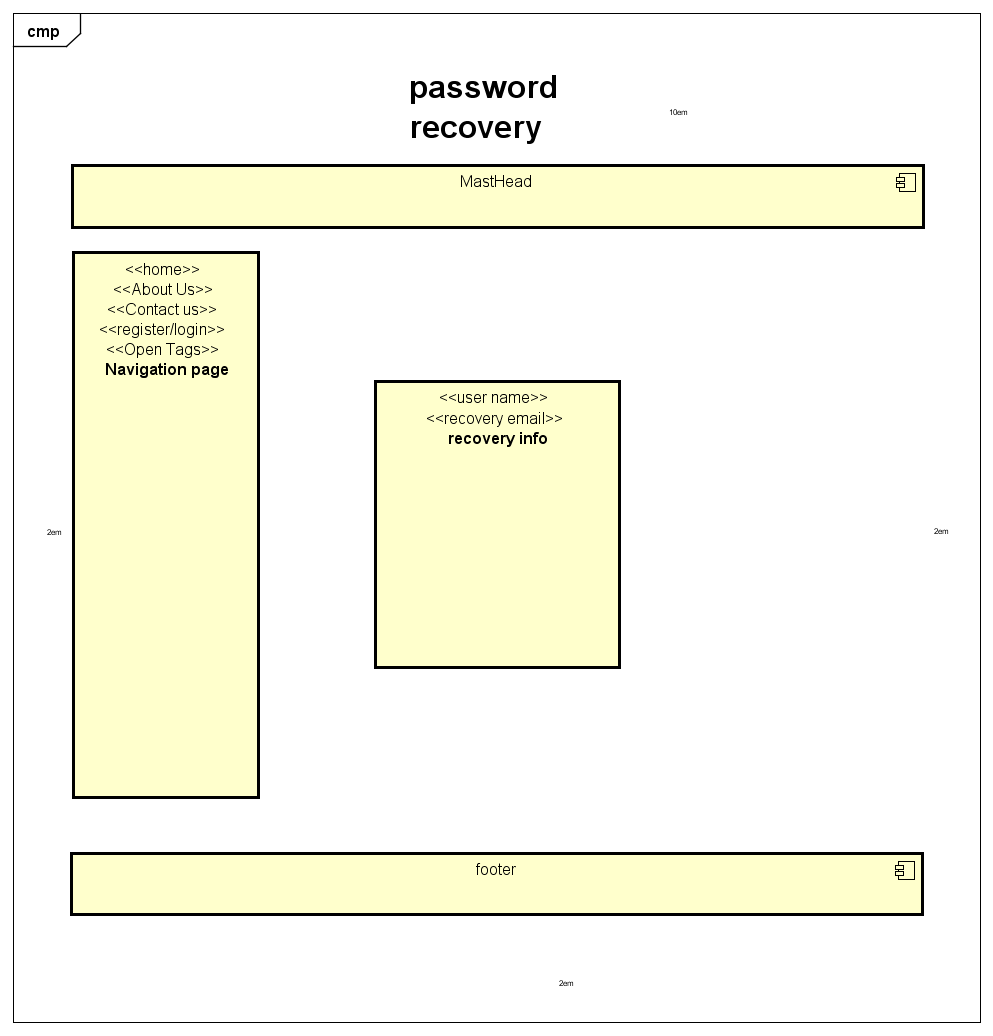 cmp
password
recovery
10em
MastHead
<<home>>
<<About Us>>
<<Contact us>>
<<register/login>>
<<Open Tags>>
Navigation page
<<user name>>
<<recovery email>>
recovery info
2em
2em
footer
2em